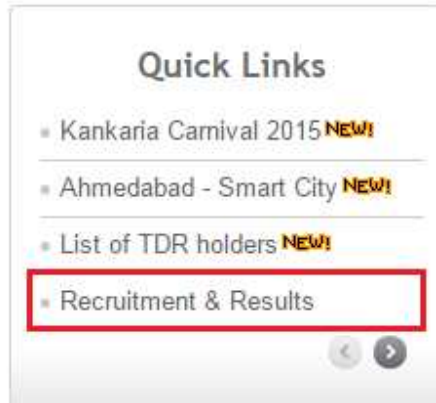 Quick Links
Kankaria Carnival 2015 NEW!
Ahmedabad - Smart City NEW!
List of TDR holders NEW!
Recruitment & Results